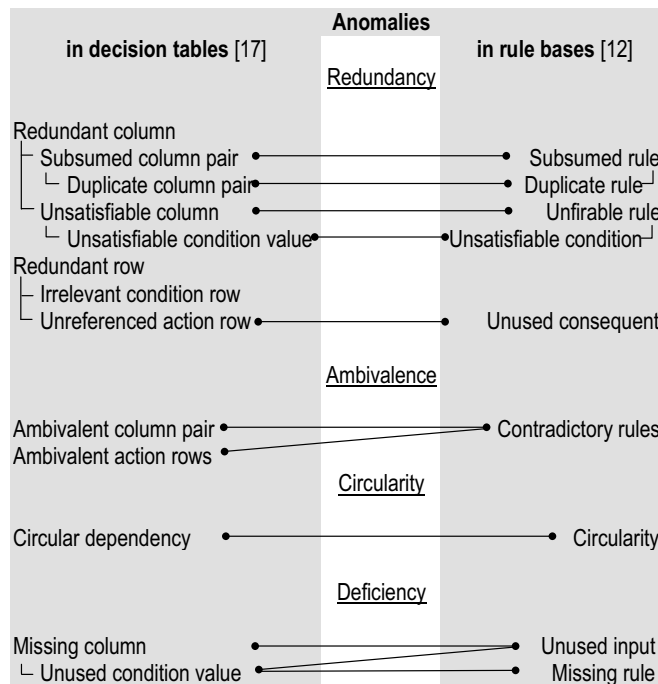 Anomalies
in decision tables [17] in rule bases [12]
Redundancy
Redundant column
Subsumed column pair Subsumed rule
Duplicate column pair Duplicate rule
Unsatisfiable column Unfirable rule
Unsatisfiable condition value Unsatisfiable condition
Redundant row
Irrelevant condition row
Unreferenced action row Unused consequent
Ambivalence
Ambivalent column pair Contradictory rules
Ambivalent action rows
Circularity
Circular dependency Circularity
Deficiency
Missing column Unused input
Unused condition value Missing rule